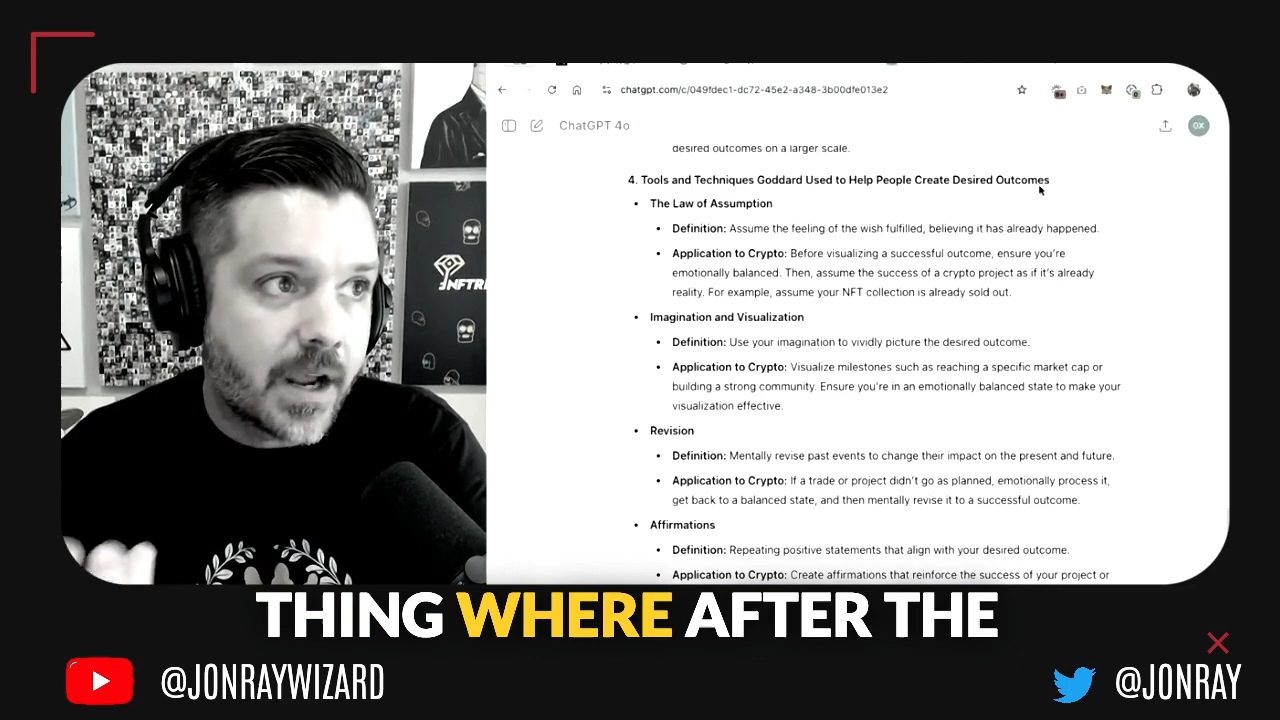 chatgpt.com/c/049fdec1-dc72-45e2-a348-3b00dfe013e2
ChatGPT 4o
OX
desired outcomes on a larger scale.
4. Tools and Techniques Goddard Used to Help People Create Desired Outcomes
• The Law of Assumption
• Definition: Assume the feeling of the wish fulfilled, believing it has already happened.
• Application to Crypto: Before visualizing a successful outcome, ensure you're
emotionally balanced. Then, assume the success of a crypto project as if it's already
reality. For example, assume your NFT collection is already sold out.
• Imagination and Visualization
• Definition: Use your imagination to vividly picture the desired outcome.
• Application to Crypto: Visualize milestones such as reaching a specific market cap or
building a strong community. Ensure you're in an emotionally balanced state to make your
visualization effective.
• Revision
• Definition: Mentally revise past events to change their impact on the present and future.
• Application to Crypto: If a trade or project didn't go as planned, emotionally process it,
get back to a balanced state, and then mentally revise it to a successful outcome.
• Affirmations
• Definition: Repeating positive statements that align with your desired outcome.
• Application to Crypto: Create affirmations that reinforce the success of your project or
THING WHERE AFTER THE
@JONRAYWIZARD
@JONRAY